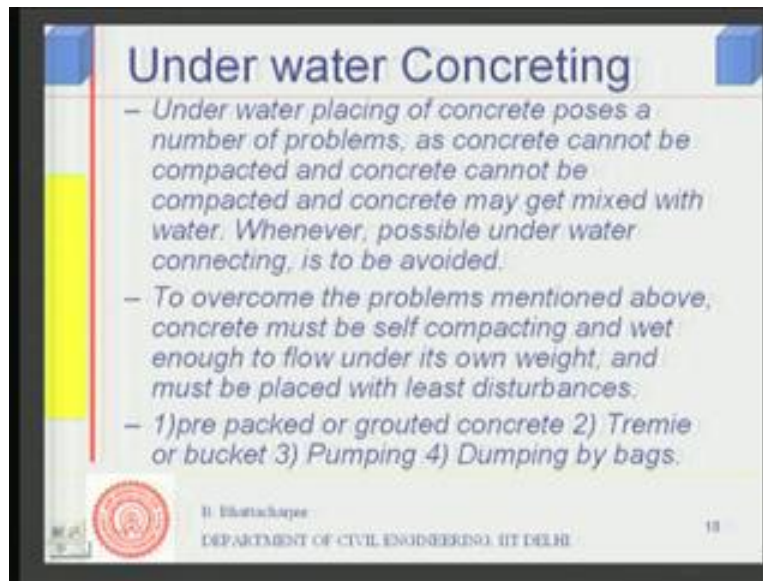 Under water Concreting
– Under water placing of concrete poses a
number of problems, as concrete cannot be
compacted and concrete cannot be
compacted and concrete may get mixed with
water. Whenever, possible under water
connecting, is to be avoided.
– To overcome the problems mentioned above,
concrete must be self compacting and wet
enough to flow under its own weight, and
must be placed with least disturbances.
– 1)pre packed or grouted concrete 2) Tremie
or bucket 3) Pumping 4) Dumping by bags.
B. Bhattacharjee
DEPARTMENT OF CIVIL ENGINEERING, IIT DELHI